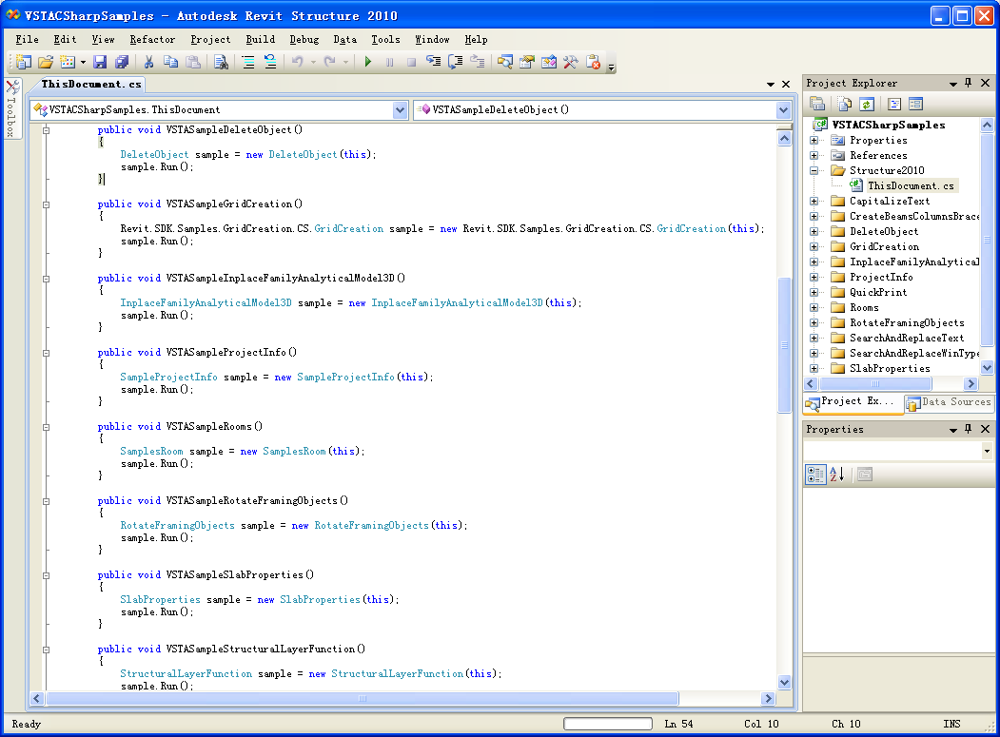 VSTACSharpSamples - Autodesk Revit Structure 2010
File Edit View Refactor Project Build Debug Data Tools Window Help
Toolbox
ThisDocument.cs
VSTACSharpSamples.ThisDocument
VSTASampleDeleteObject()
public void VSTASampleDeleteObject()
{
DeleteObject sample = new DeleteObject(this);
sample.Run();
}
public void VSTASampleGridCreation()
{
Revit.SDK.Samples.GridCreation.CS.GridCreation sample = new Revit.SDK.Samples.GridCreation.CS.GridCreation(this);
sample.Run();
}
public void VSTASampleInplaceFamilyAnalyticalModel3D()
{
InplaceFamilyAnalyticalModel3D sample = new InplaceFamilyAnalyticalModel3D(this);
sample.Run();
}
public void VSTASampleProjectInfo()
{
SampleProjectInfo sample = new SampleProjectInfo(this);
sample.Run();
}
public void VSTASampleRooms()
{
SamplesRoom sample = new SamplesRoom(this);
sample.Run();
}
public void VSTASampleRotateFramingObjects()
{
RotateFramingObjects sample = new RotateFramingObjects(this);
sample.Run();
}
public void VSTASampleSlabProperties()
{
SlabProperties sample = new SlabProperties(this);
sample.Run();
}
public void VSTASampleStructuralLayerFunction()
{
StructuralLayerFunction sample = new StructuralLayerFunction(this);
sample.Run();
Project Explorer
VSTACSharpSamples
Properties
References
Structure2010
ThisDocument.cs
CapitalizeText
CreateBeamsColumnsBrace
DeleteObject
GridCreation
InplaceFamilyAnalytical
ProjectInfo
QuickPrint
Rooms
RotateFramingObjects
SearchAndReplaceText
SearchAndReplaceWinType
SlabProperties
Project Ex...
Data Sources
Properties
Ready
Ln 54
Col 10
Ch 10
INS